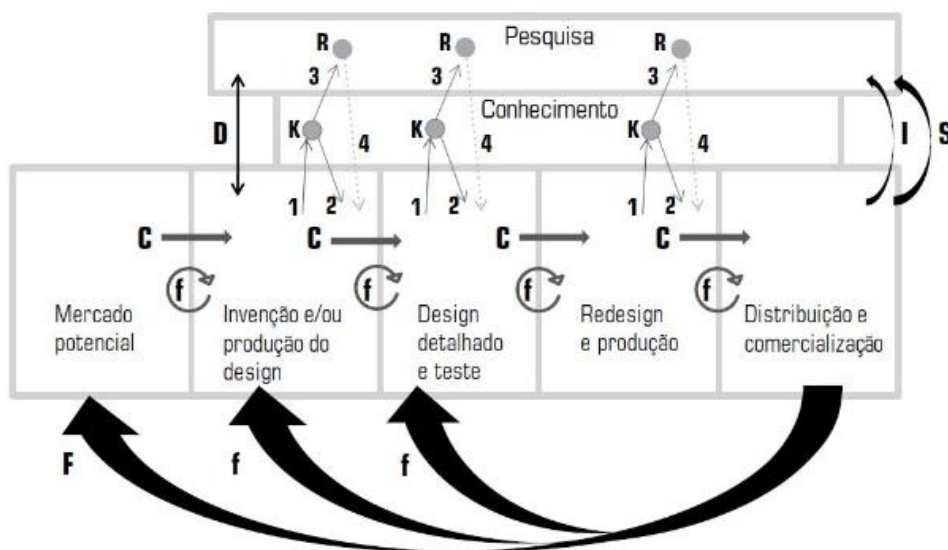 Pesquisa
R R R
3 3 3
Conhecimento
D K K K I S
4 4 4
1 2 1 2 1 2
C C C C
f f f f
Mercado
potencial
Invenção e/ou
produção do
design
Design
detalhado
e teste
Redesign
e produção
Distribuição e
comercialização
F f f